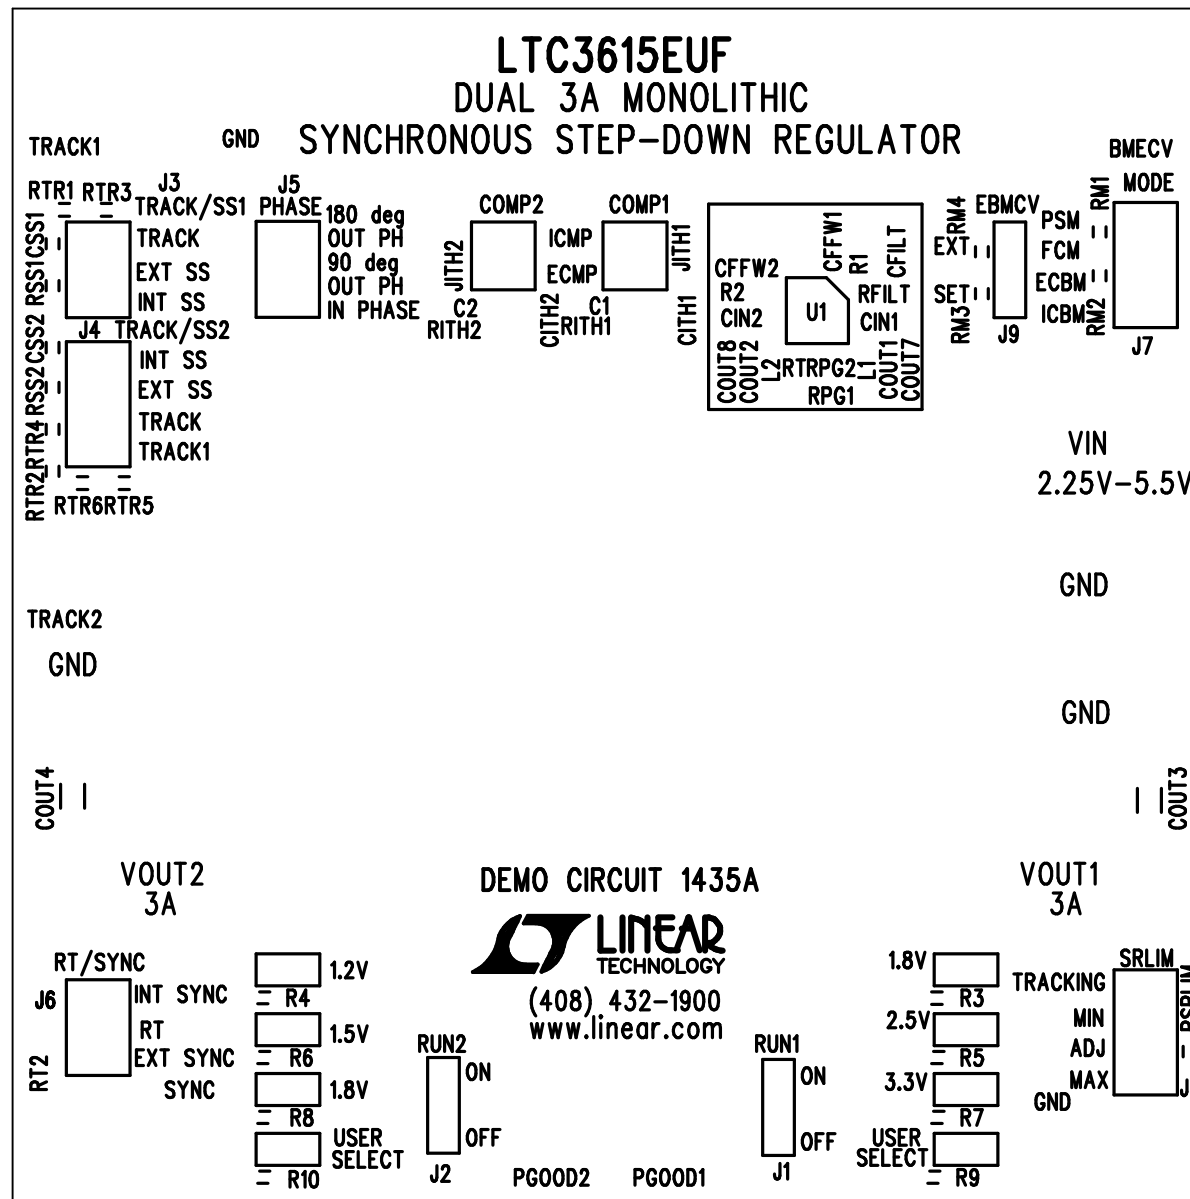 LTC3615EUF
DUAL 3A MONOLITHIC
SYNCHRONOUS STEP-DOWN REGULATOR
TRACK1
GND
BMECV
RTR1
RTR3
J3
TRACK/SS1
CSS1
RSS1
TRACK
EXT SS
INT SS
J5
PHASE
180 deg
OUT PH
90 deg
OUT PH
IN PHASE
COMP2
JITH2
C2
RITH2
ICMP
ECMP
CITH2
COMP1
JITH1
C1
RITH1
CITH1
CFFW1
R1
CFILT
CFFW2
R2
CIN2
U1
RFILT
CIN1
COUT8
COUT2
L2
RTRPG2
RPG1
L1
COUT1
COUT7
RM4
EXT
SET
RM3
EBMCV
J9
PSM
FCM
ECBM
ICBM
RM1
RM2
MODE
J7
J4
TRACK/SS2
INT SS
EXT SS
TRACK
TRACK1
CSS2
RSS2
RTR4
RTR2
RTR6
RTR5
VIN
2.25V-5.5V
GND
TRACK2
GND
GND
COUT4
COUT3
VOUT2
3A
DEMO CIRCUIT 1435A
VOUT1
3A
LINEAR
TECHNOLOGY
(408) 432-1900
www.linear.com
RT/SYNC
J6
RT2
INT SYNC
RT
EXT SYNC
SYNC
1.2V
R4
1.5V
R6
1.8V
R8
USER
SELECT
R10
RUN2
ON
OFF
J2
PGOOD2
PGOOD1
RUN1
ON
OFF
J1
1.8V
R3
2.5V
R5
3.3V
R7
USER
SELECT
R9
SRLIM
TRACKING
MIN
ADJ
MAX
GND